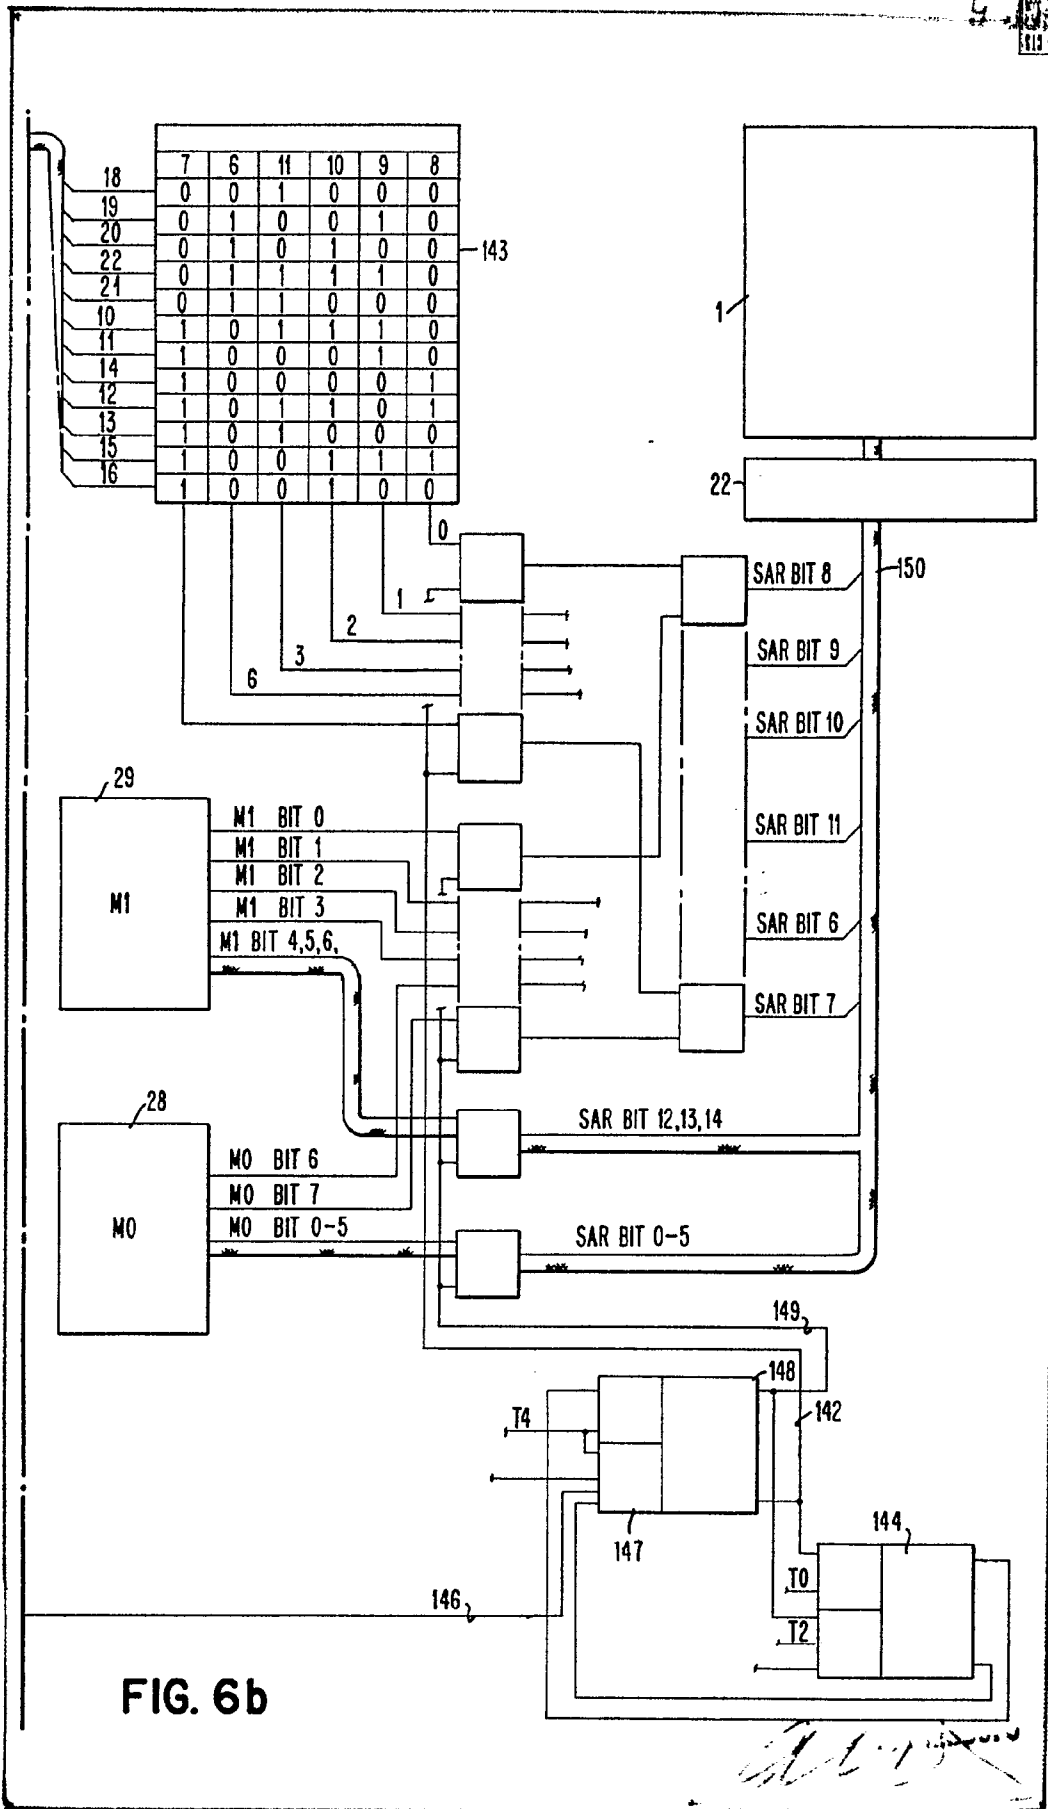 7 6 11 10 9 8
18 0 0 1 0 0 0
19 0 1 0 0 1 0
20 0 1 0 1 0 0
143
22 0 1 1 1 1 0
21 0 1 1 0 0 0
10 1 0 1 1 1 0
11 1 0 0 0 1 0
14 1 0 0 0 0 1
12 1 0 1 1 0 1
13 1 0 1 0 0 0
15 1 0 0 1 1 1
16 1 0 0 1 0 0
1
22
0
1
2
3
6
SAR BIT 8
150
SAR BIT 9
SAR BIT 10
SAR BIT 11
SAR BIT 6
SAR BIT 7
29
M1
M1 BIT 0
M1 BIT 1
M1 BIT 2
M1 BIT 3
M1 BIT 4,5,6,
28
M0
M0 BIT 6
M0 BIT 7
M0 BIT 0-5
SAR BIT 12,13,14
SAR BIT 0-5
149
148
142
T4
147
144
T0
T2
146
FIG. 6b